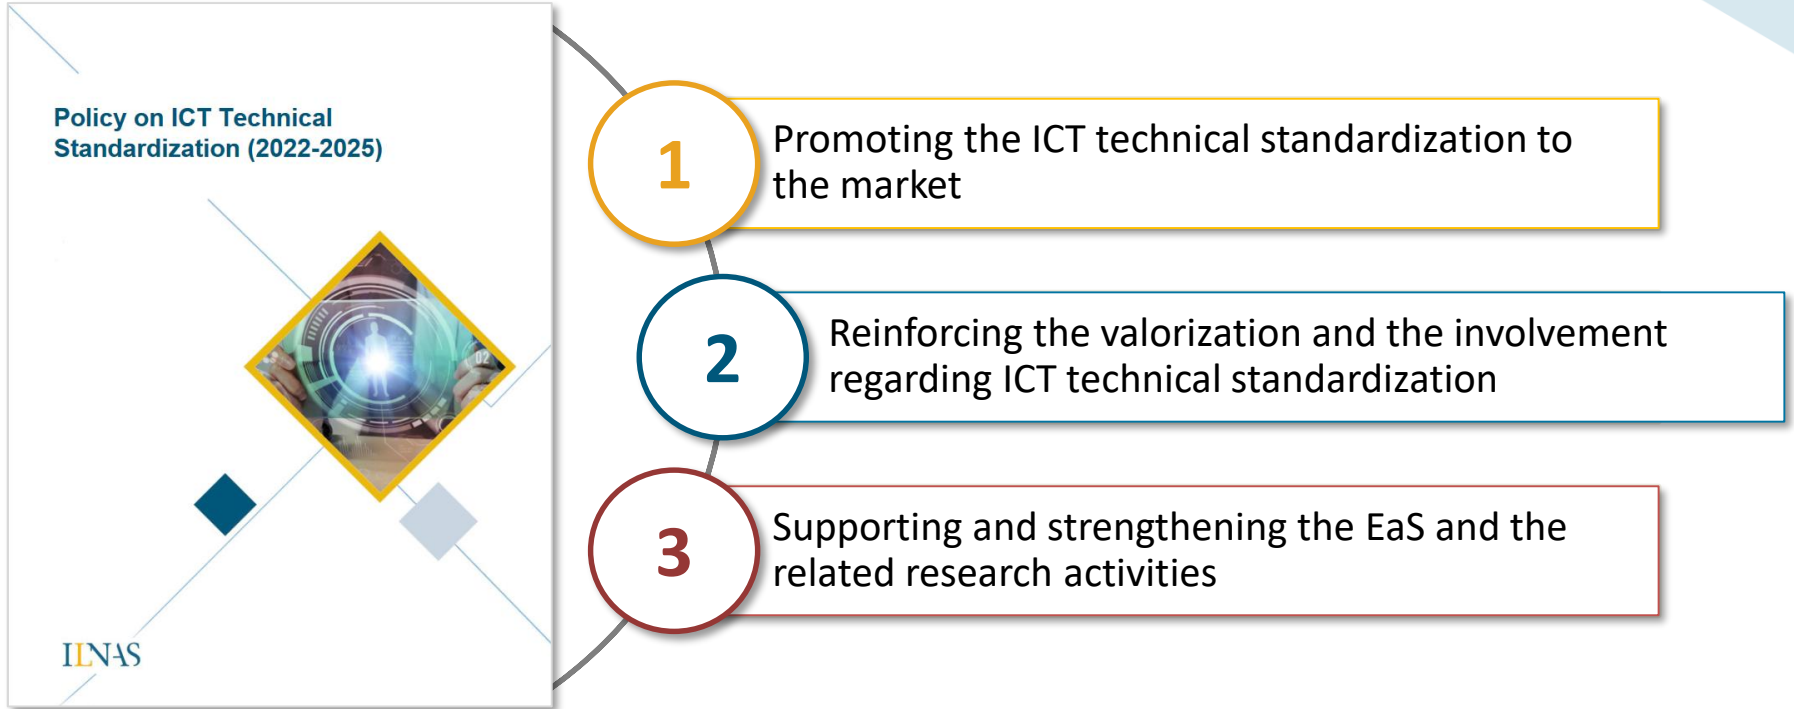 Policy on ICT Technical
Standardization (2022-2025)
02
ILNAS
1
Promoting the ICT technical standardization to
the market
2
Reinforcing the valorization and the involvement
regarding ICT technical standardization
3
Supporting and strengthening the EaS and the
related research activities